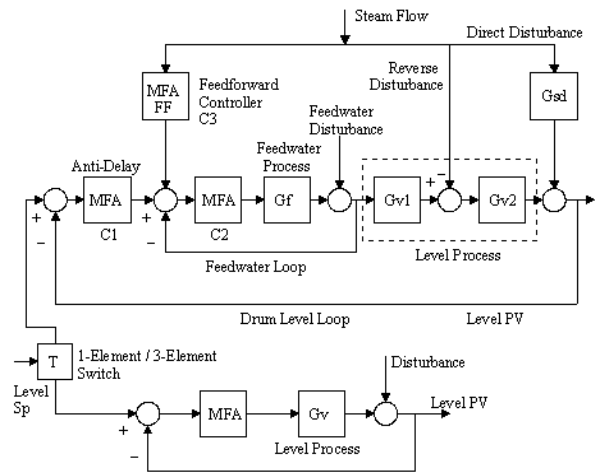 Steam Flow
Direct Disturbance
Reverse
Disturbance
MFA
FF
Feedforward
Controller
C3
Gsd
Feedwater
Disturbance
Feedwater
Process
Anti-Delay
MFA
MFA
Gf
Gv1
Gv2
+
−
+
−
+
−
C1
C2
Level Process
Feedwater Loop
Drum Level Loop
Level PV
T
1-Element / 3-Element
Switch
Level
Sp
Disturbance
MFA
Gv
Level PV
+
−
Level Process